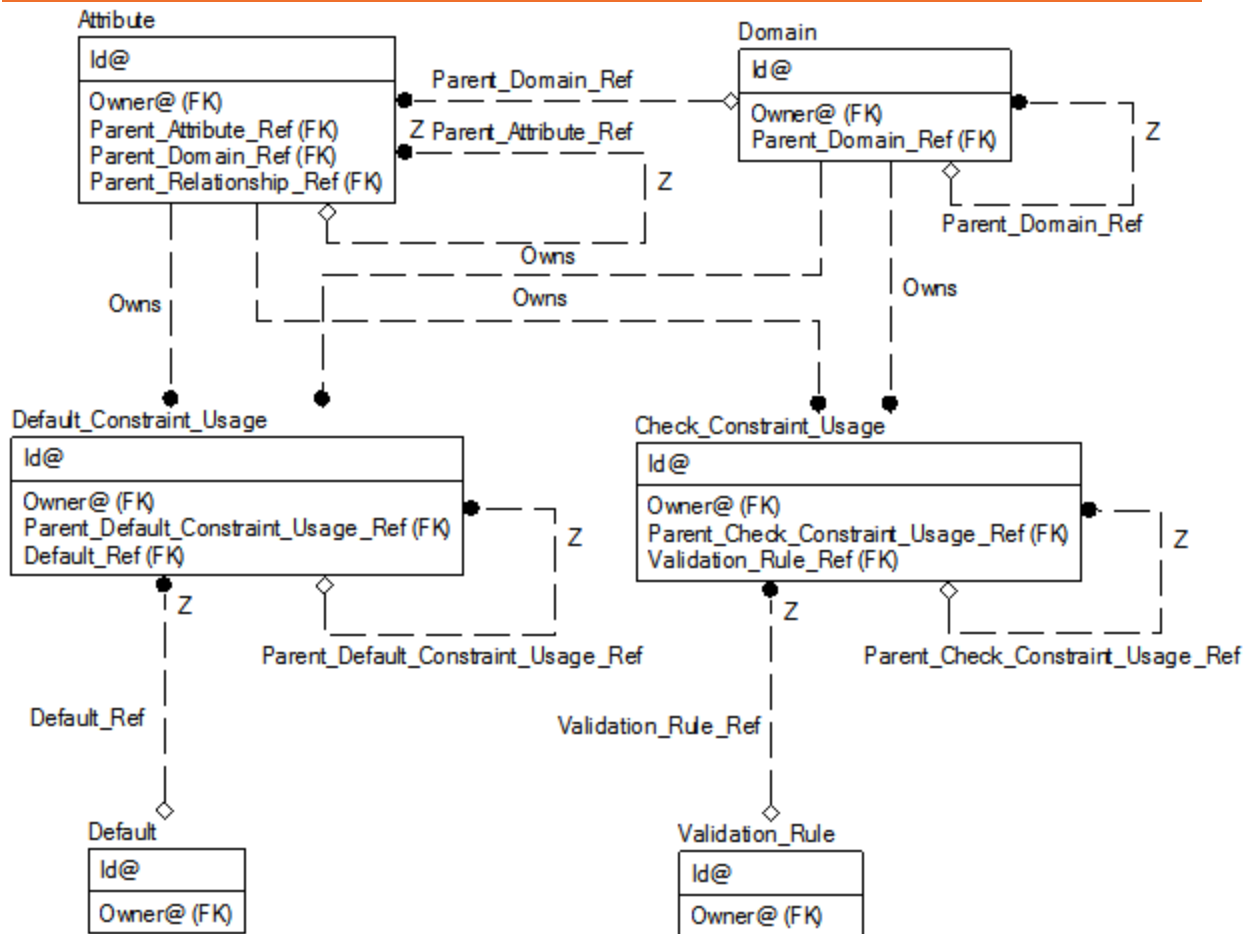 Attribute
Id@
Owner@ (FK)
Parent_Attribute_Ref (FK)
Parent_Domain_Ref (FK)
Parent_Relationship_Ref (FK)
Domain
Id@
Owner@ (FK)
Parent_Domain_Ref (FK)
Parent_Domain_Ref
Z Parent_Attribute_Ref
Z
Z
Parent_Domain_Ref
Owns
Owns
Owns
Owns
Default_Constraint_Usage
Id@
Owner@ (FK)
Parent_Default_Constraint_Usage_Ref (FK)
Default_Ref (FK)
Z
Z
Parent_Default_Constraint_Usage_Ref
Default_Ref
Default
Id@
Owner@ (FK)
Check_Constraint_Usage
Id@
Owner@ (FK)
Parent_Check_Constraint_Usage_Ref (FK)
Validation_Rule_Ref (FK)
Z
Z
Parent_Check_Constraint_Usage_Ref
Validation_Rule_Ref
Validation_Rule
Id@
Owner@ (FK)